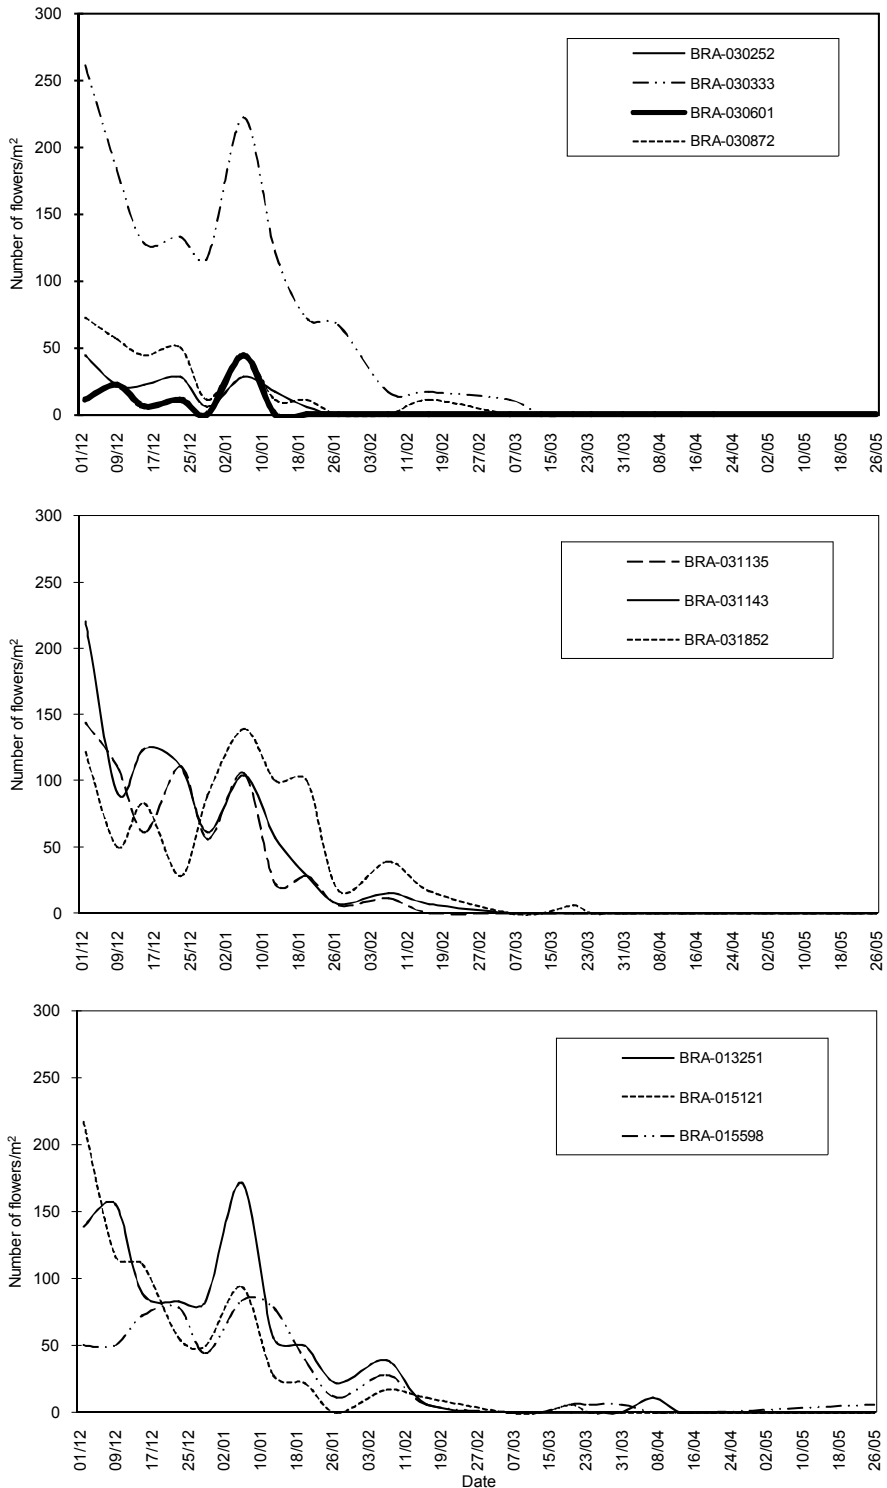 300
250
200
150
100
50
0
Number of flowers/m²
BRA-030252
BRA-030333
BRA-030601
BRA-030872
01/12 09/12 17/12 25/12 02/01 10/01 18/01 26/01 03/02 11/02 19/02 27/02 07/03 15/03 23/03 31/03 08/04 16/04 24/04 02/05 10/05 18/05 26/05
300
250
200
150
100
50
0
Number of flowers/m²
BRA-031135
BRA-031143
BRA-031852
01/12 09/12 17/12 25/12 02/01 10/01 18/01 26/01 03/02 11/02 19/02 27/02 07/03 15/03 23/03 31/03 08/04 16/04 24/04 02/05 10/05 18/05 26/05
300
250
200
150
100
50
0
Number of flowers/m²
BRA-013251
BRA-015121
BRA-015598
01/12 09/12 17/12 25/12 02/01 10/01 18/01 26/01 03/02 11/02 19/02 27/02 07/03 15/03 23/03 31/03 08/04 16/04 24/04 02/05 10/05 18/05 26/05
Date